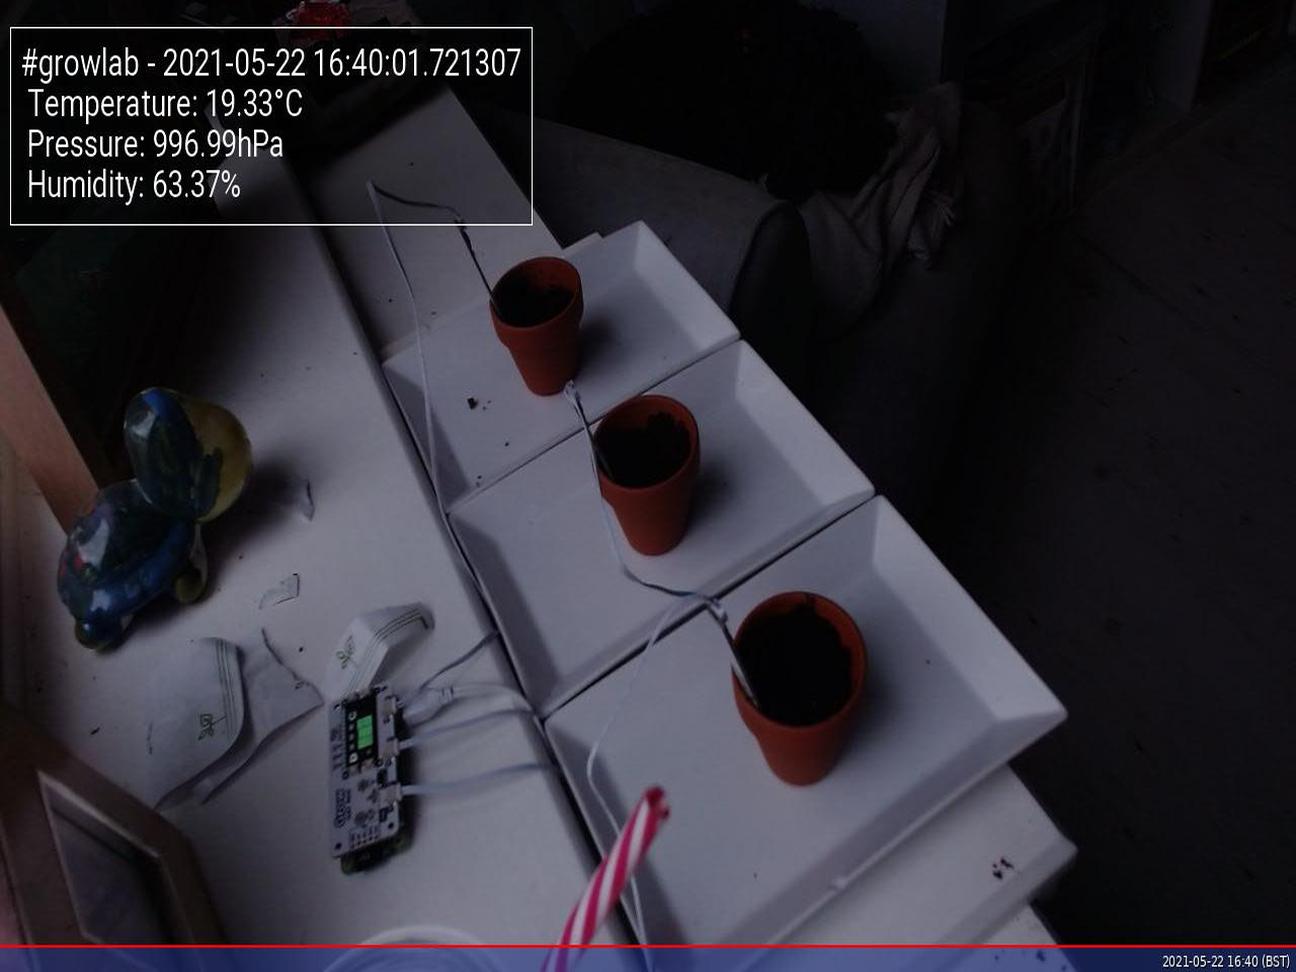 #growlab - 2021-05-22 16:40:01.721307
Temperature: 19.33°C
Pressure: 996.99hPa
Humidity: 63.37%
2021-05-22 16:40 (BST)